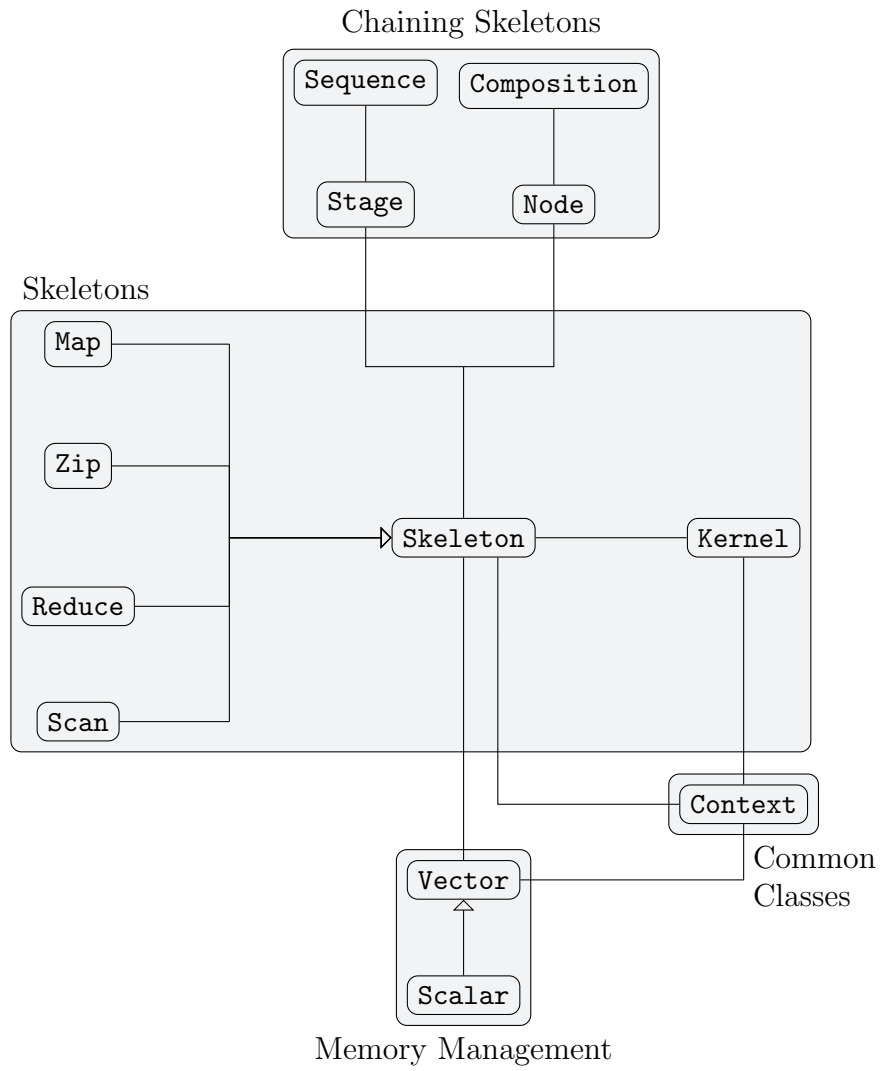 Chaining Skeletons
Sequence
Composition
Stage
Node
Skeletons
Map
Zip
Skeleton
Kernel
Reduce
Scan
Context
Common
Classes
Vector
Scalar
Memory Management